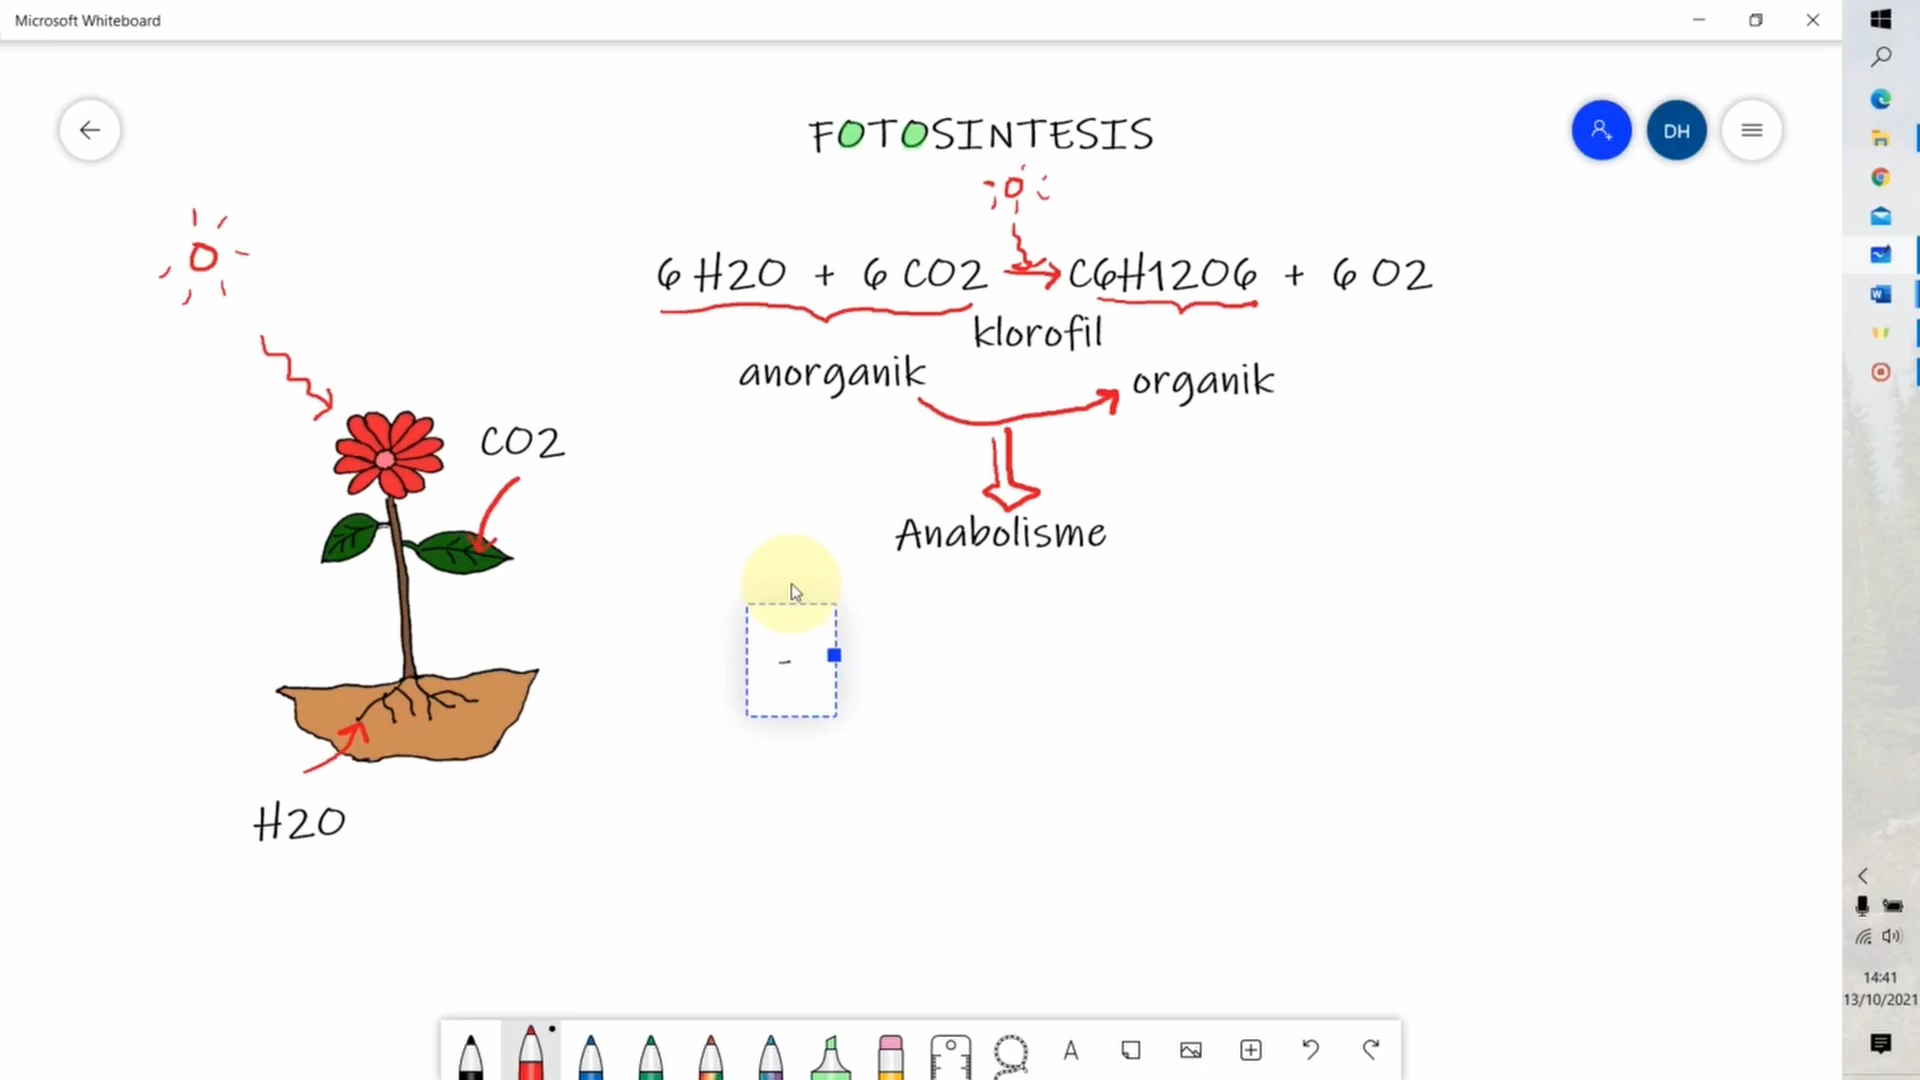 Microsoft Whiteboard
DH
FOTOSINTESIS
6 H2O + 6 CO2 → C6H12O6 + 6 O2
klorofil
anorganik
organik
CO2
Anabolisme
-
H2O
A
14:41
13/10/2021